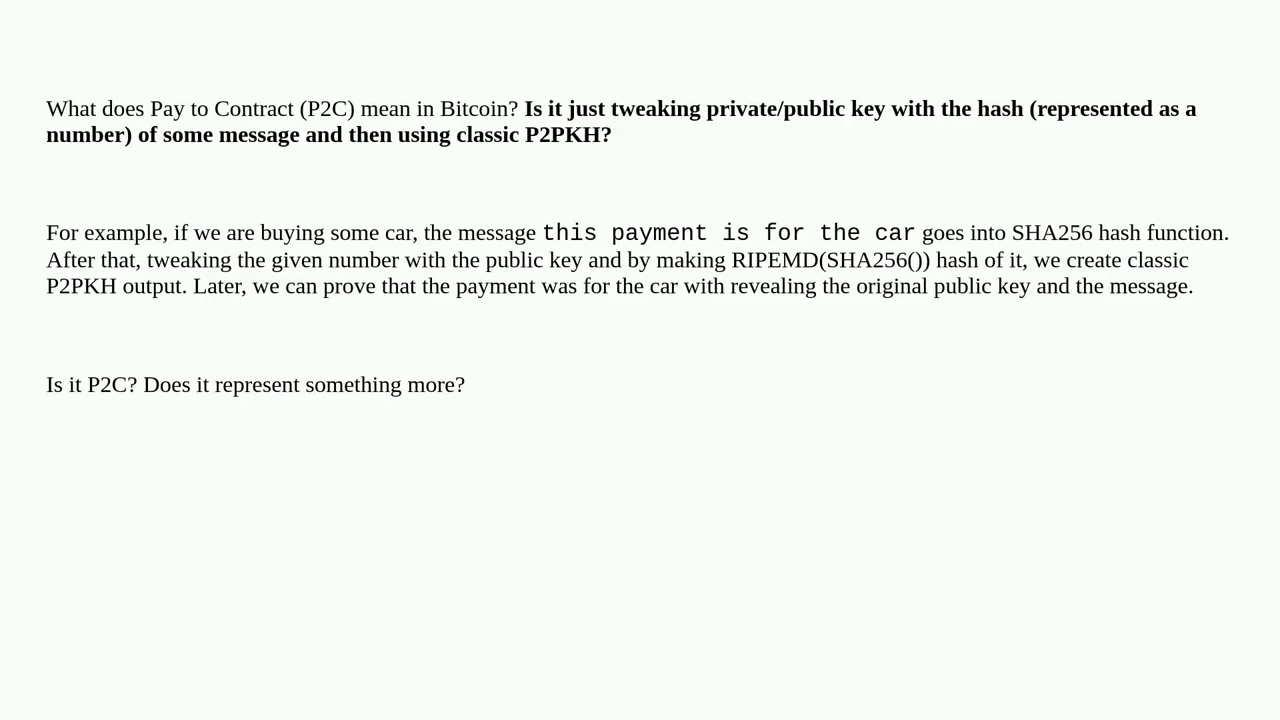 What does Pay to Contract (P2C) mean in Bitcoin? Is it just tweaking private/public key with the hash (represented as a
number) of some message and then using classic P2PKH?
For example, if we are buying some car, the message this payment is for the car goes into SHA256 hash function.
After that, tweaking the given number with the public key and by making RIPEMD(SHA256()) hash of it, we create classic
P2PKH output. Later, we can prove that the payment was for the car with revealing the original public key and the message.
Is it P2C? Does it represent something more?